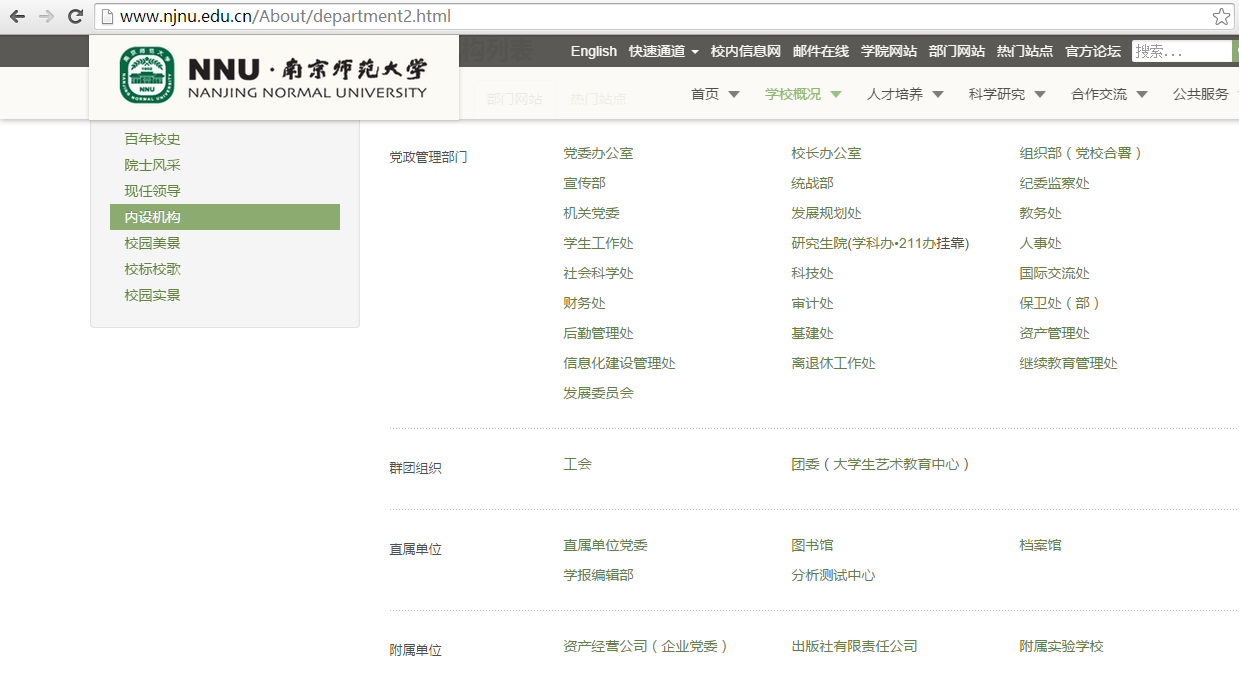 www.njnu.edu.cn/About/department2.html
English 快速通道 校内信息网 邮件在线 学院网站 部门网站 热门站点 官方论坛 搜索...
NNU·南京师范大学
NANJING NORMAL UNIVERSITY
NNU
部门网站 热门站点
首页 学校概况 人才培养 科学研究 合作交流 公共服务
百年校史
院士风采
现任领导
内设机构
校园美景
校标校歌
校园实景
党政管理部门
党委办公室 校长办公室 组织部（党校合署）
宣传部 统战部 纪委监察处
机关党委 发展规划处 教务处
学生工作处 研究生院(学科办•211办挂靠) 人事处
社会科学处 科技处 国际交流处
财务处 审计处 保卫处（部）
后勤管理处 基建处 资产管理处
信息化建设管理处 离退休工作处 继续教育管理处
发展委员会
群团组织 工会 团委（大学生艺术教育中心）
直属单位 直属单位党委 图书馆 档案馆
学报编辑部 分析测试中心
附属单位 资产经营公司（企业党委） 出版社有限责任公司 附属实验学校